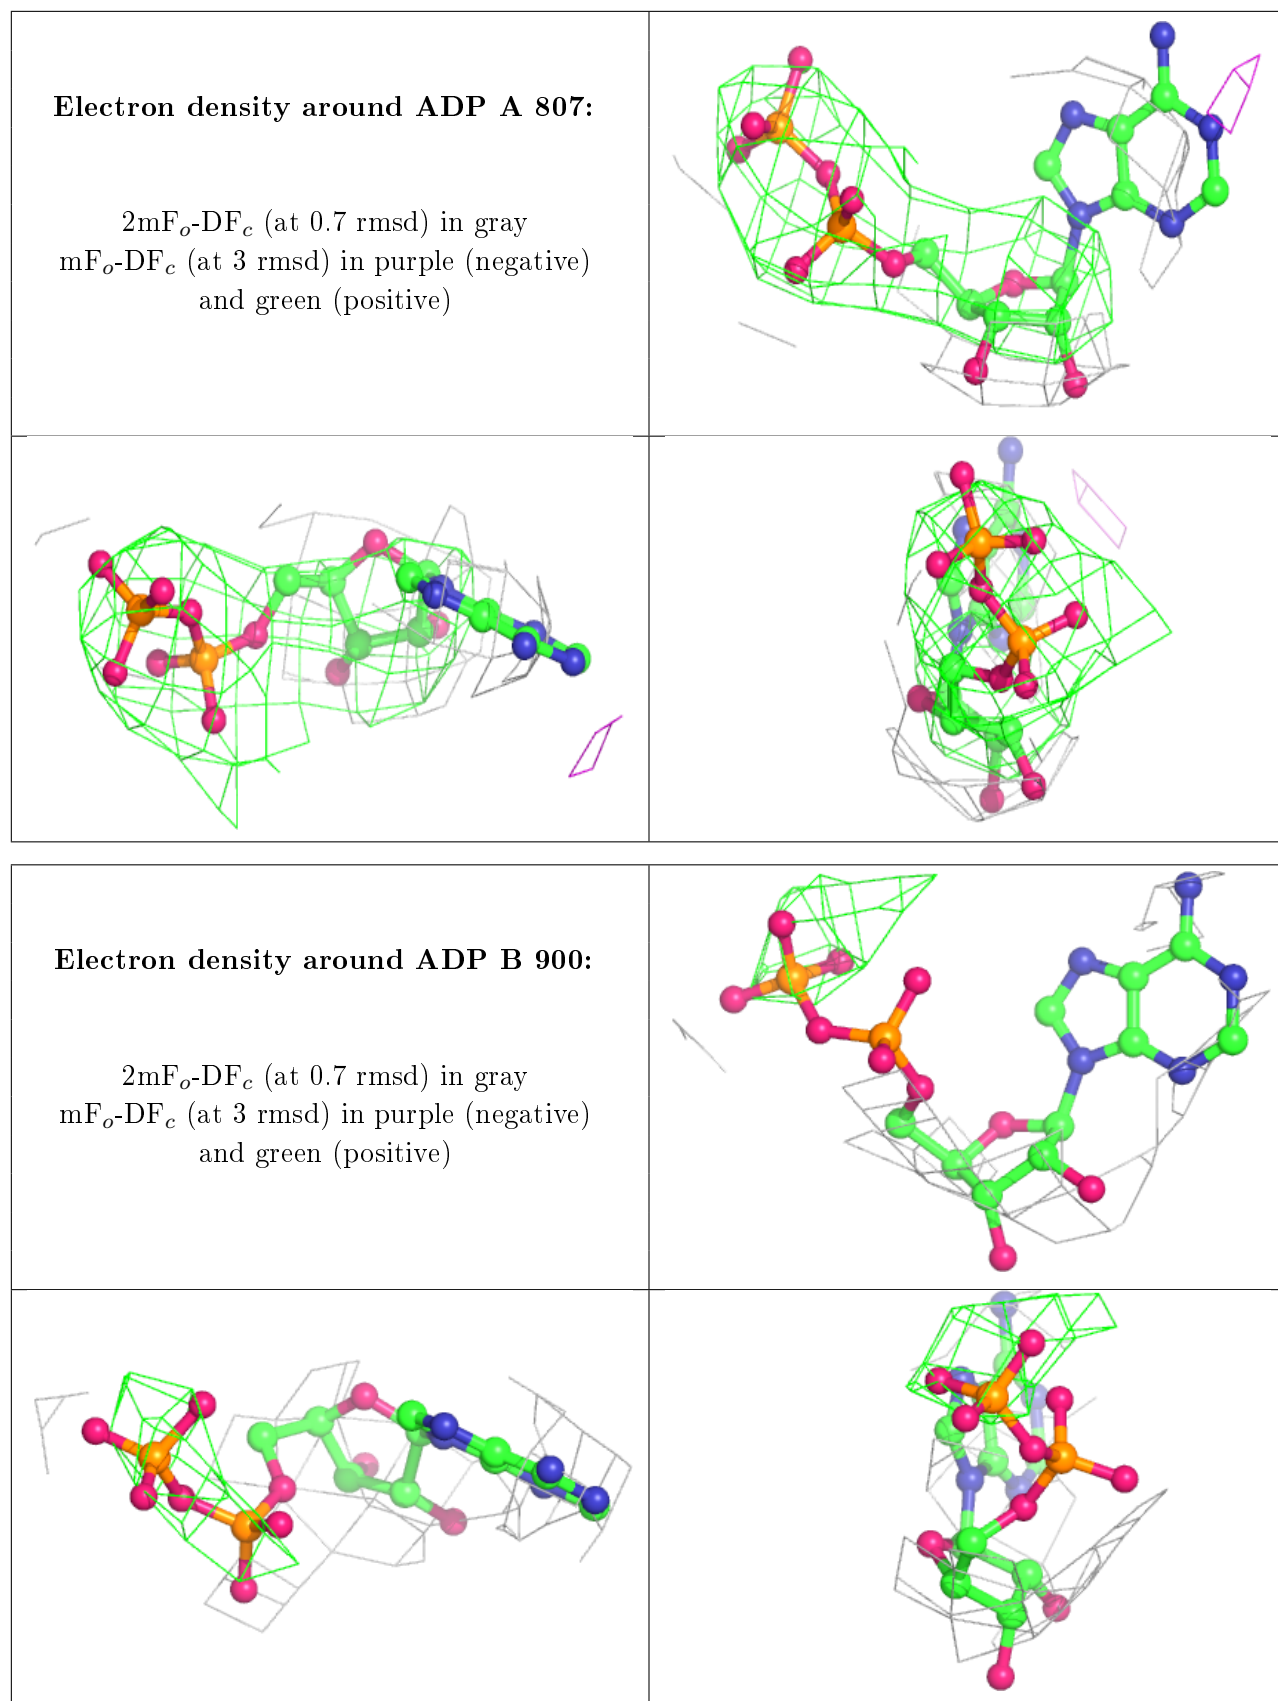 Electron density around ADP A 807:
2mFₒ-DF𝒸 (at 0.7 rmsd) in gray
mFₒ-DF𝒸 (at 3 rmsd) in purple (negative)
and green (positive)
Electron density around ADP B 900:
2mFₒ-DF𝒸 (at 0.7 rmsd) in gray
mFₒ-DF𝒸 (at 3 rmsd) in purple (negative)
and green (positive)